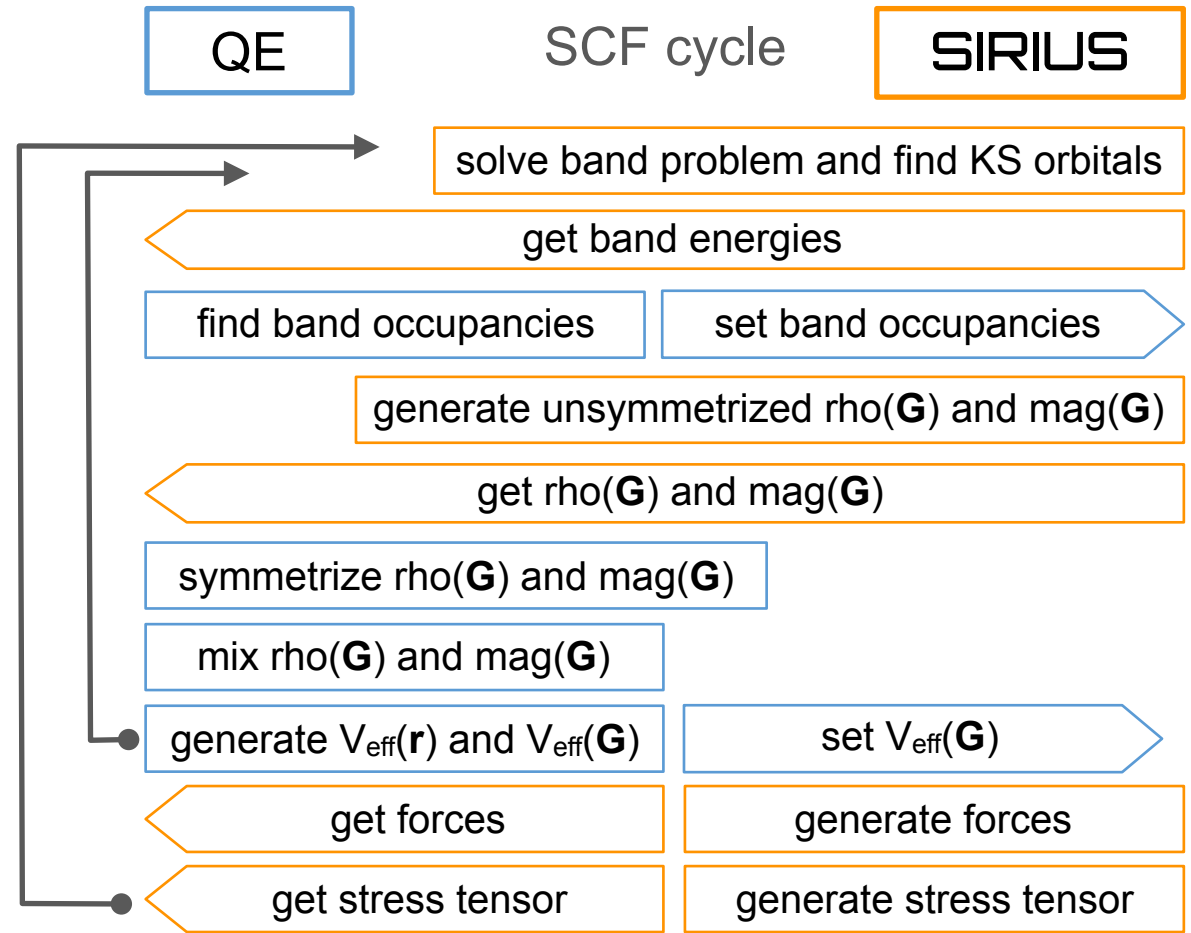 QE
SCF cycle
SIRIUS
solve band problem and find KS orbitals
get band energies
find band occupancies
set band occupancies
generate unsymmetrized rho(G) and mag(G)
get rho(G) and mag(G)
symmetrize rho(G) and mag(G)
mix rho(G) and mag(G)
generate Veff(r) and Veff(G)
set Veff(G)
get forces
generate forces
get stress tensor
generate stress tensor